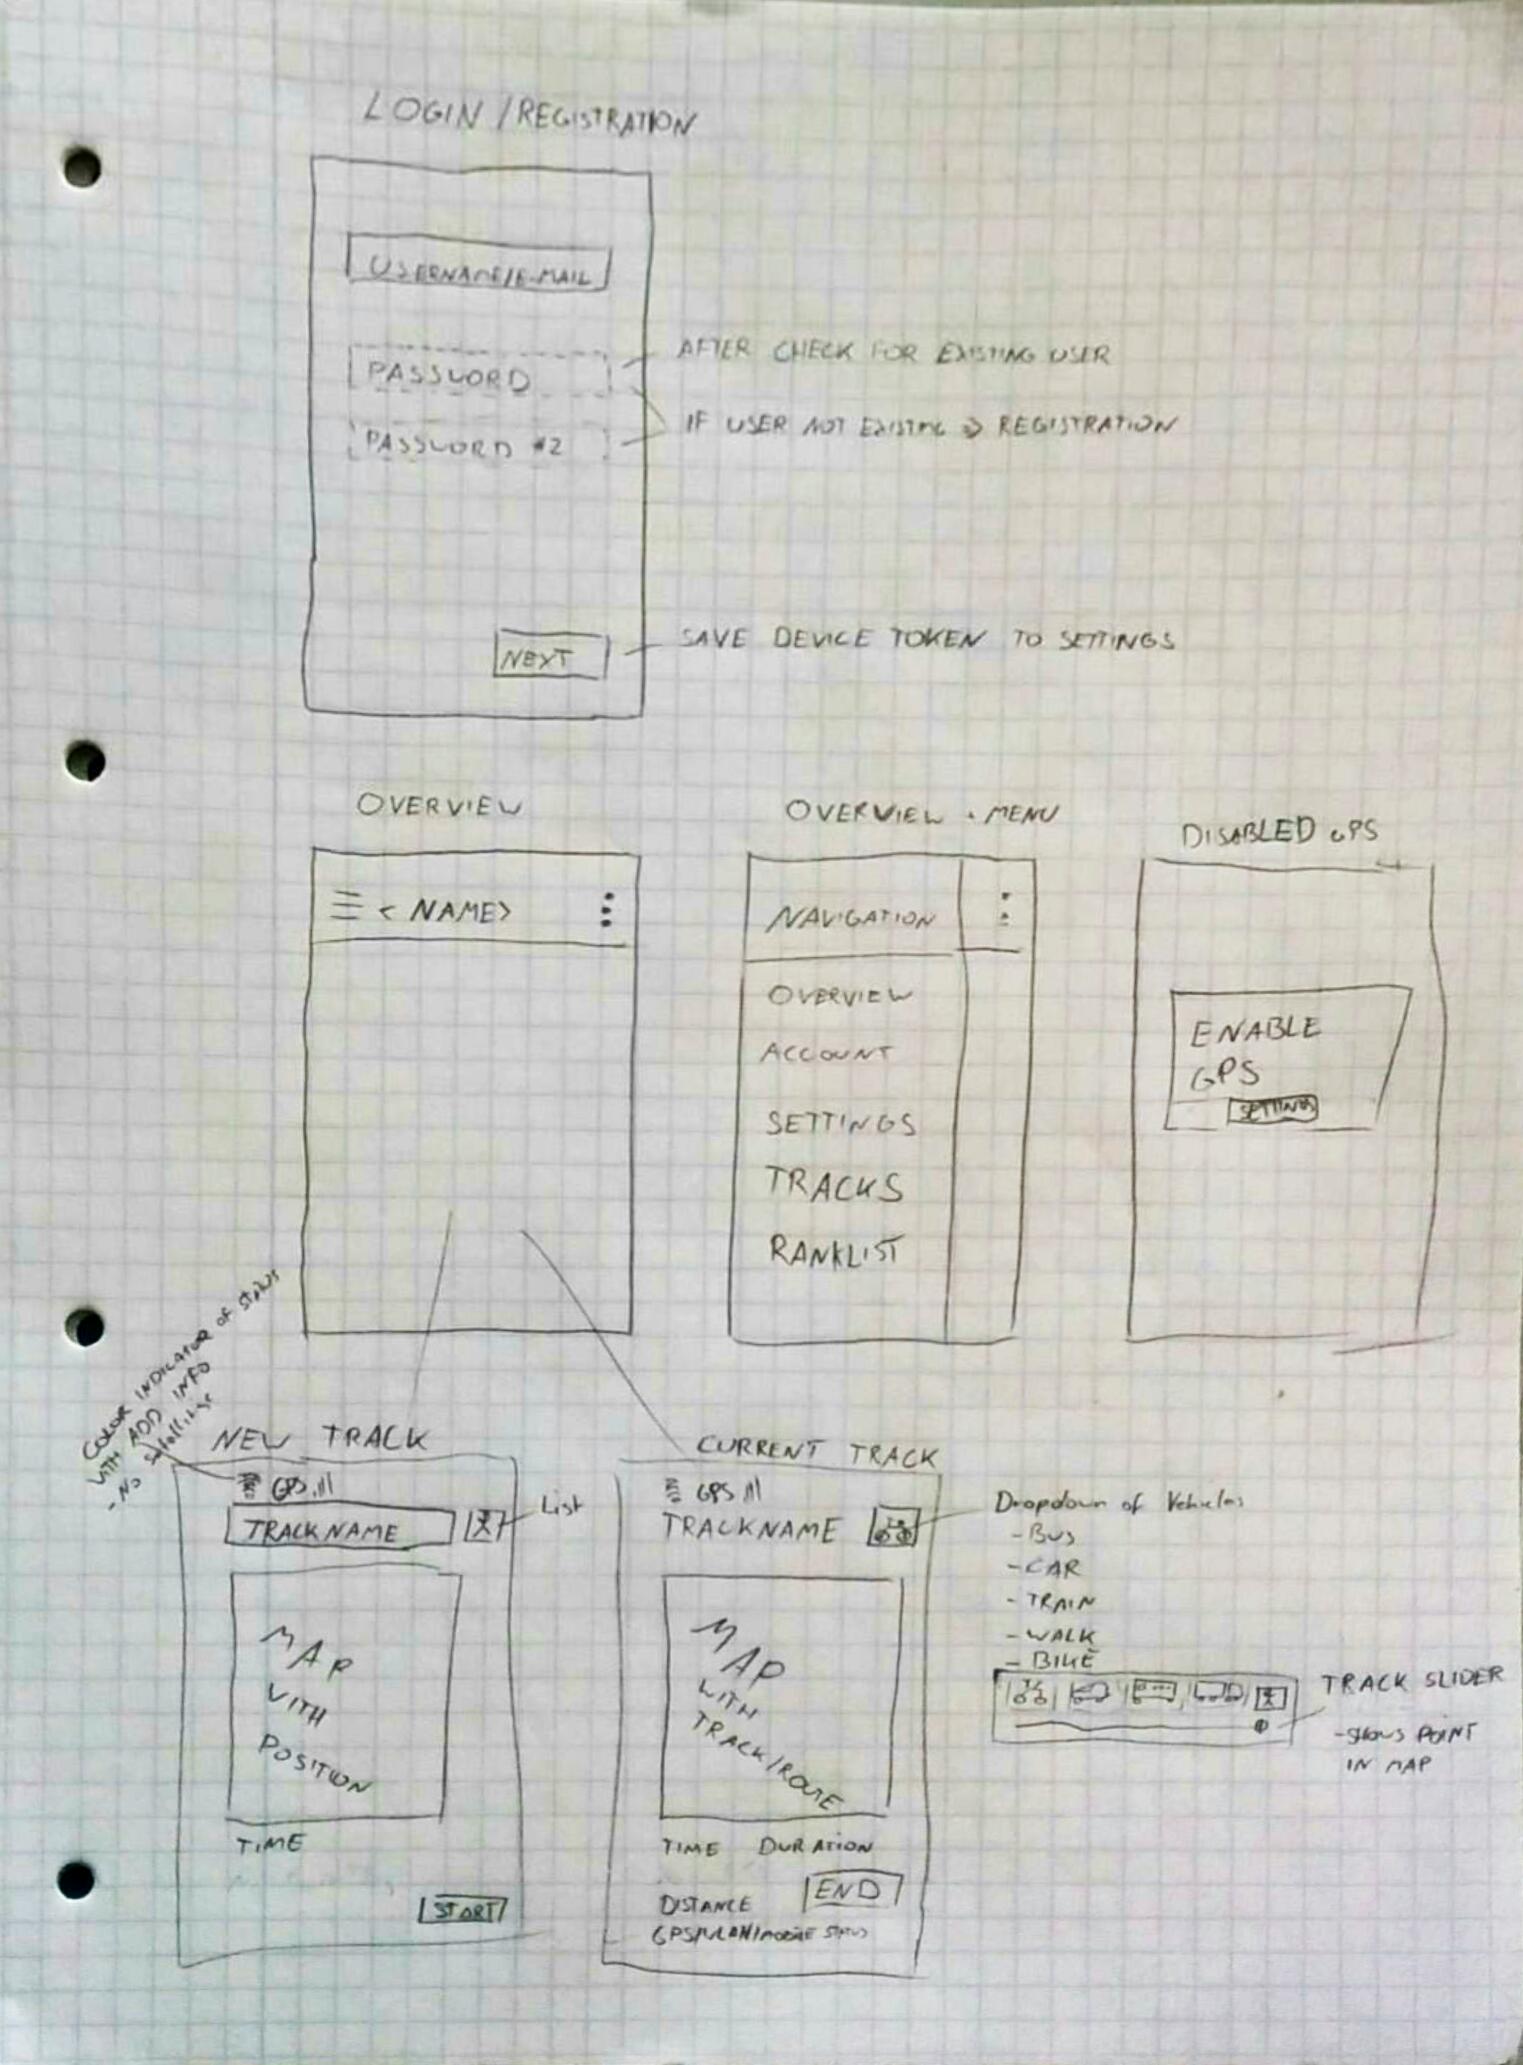 LOGIN / REGISTRATION
USERNAME/E-MAIL
PASSWORD
AFTER CHECK FOR EXISTING USER
PASSWORD #2
IF USER NOT EXISTING => REGISTRATION
NEXT
SAVE DEVICE TOKEN TO SETTINGS
OVERVIEW
< NAME>
OVERVIEW + MENU
NAVIGATION
OVERVIEW
ACCOUNT
SETTINGS
TRACKS
RANKLIST
DISABLED GPS
ENABLE
GPS
SETTINGS
COLOR INDICATOR OF STATUS
WITH ADD INFO
- No Satellites
NEW TRACK
GPS
TRACKNAME
List
MAP
WITH
POSITION
TIME
START
CURRENT TRACK
GPS
TRACKNAME
MAP
WITH
TRACK/ROUTE
TIME DURATION
DISTANCE
END
GPS/WLAN/MOBILE STATUS
Dropdown of Vehicles
- BUS
- CAR
- TRAIN
- WALK
- BIKE
TRACK SLIDER
- SHOWS POINT
IN MAP